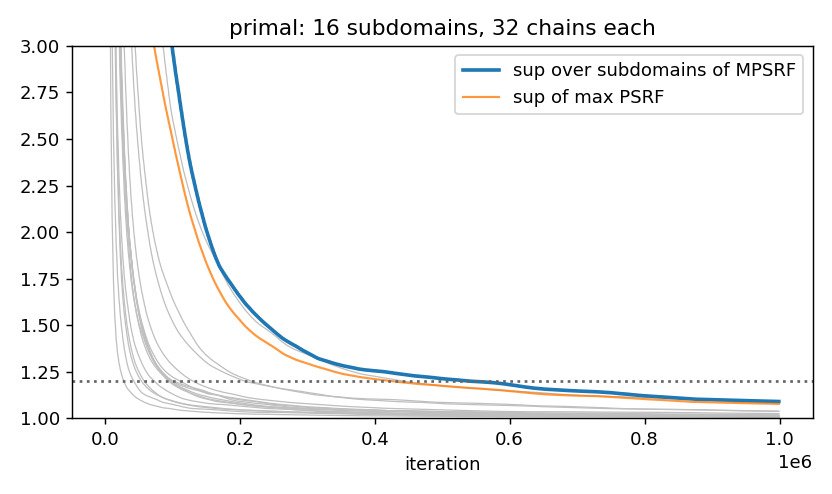 primal: 16 subdomains, 32 chains each
sup over subdomains of MPSRF
sup of max PSRF
3.00
2.75
2.50
2.25
2.00
1.75
1.50
1.25
1.00
0.0 0.2 0.4 0.6 0.8 1.0
iteration
1e6